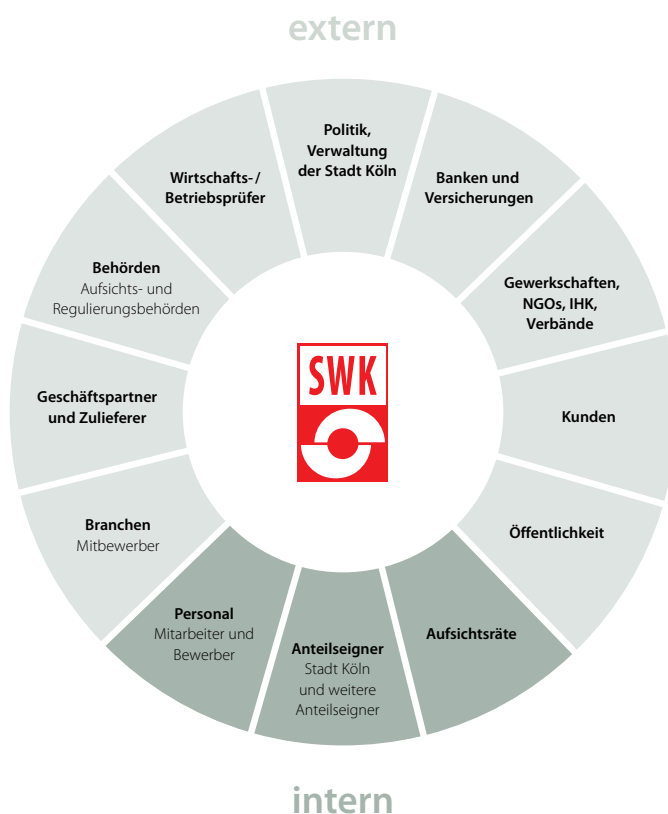 extern
Politik,
Verwaltung
der Stadt Köln
Banken und
Versicherungen
Gewerkschaften,
NGOs, IHK,
Verbände
Kunden
Öffentlichkeit
Aufsichtsräte
Anteilseigner
Stadt Köln
und weitere
Anteilseigner
Personal
Mitarbeiter und
Bewerber
Branchen
Mitbewerber
Geschäftspartner
und Zulieferer
Behörden
Aufsichts- und
Regulierungsbehörden
Wirtschafts- /
Betriebsprüfer
SWK
intern